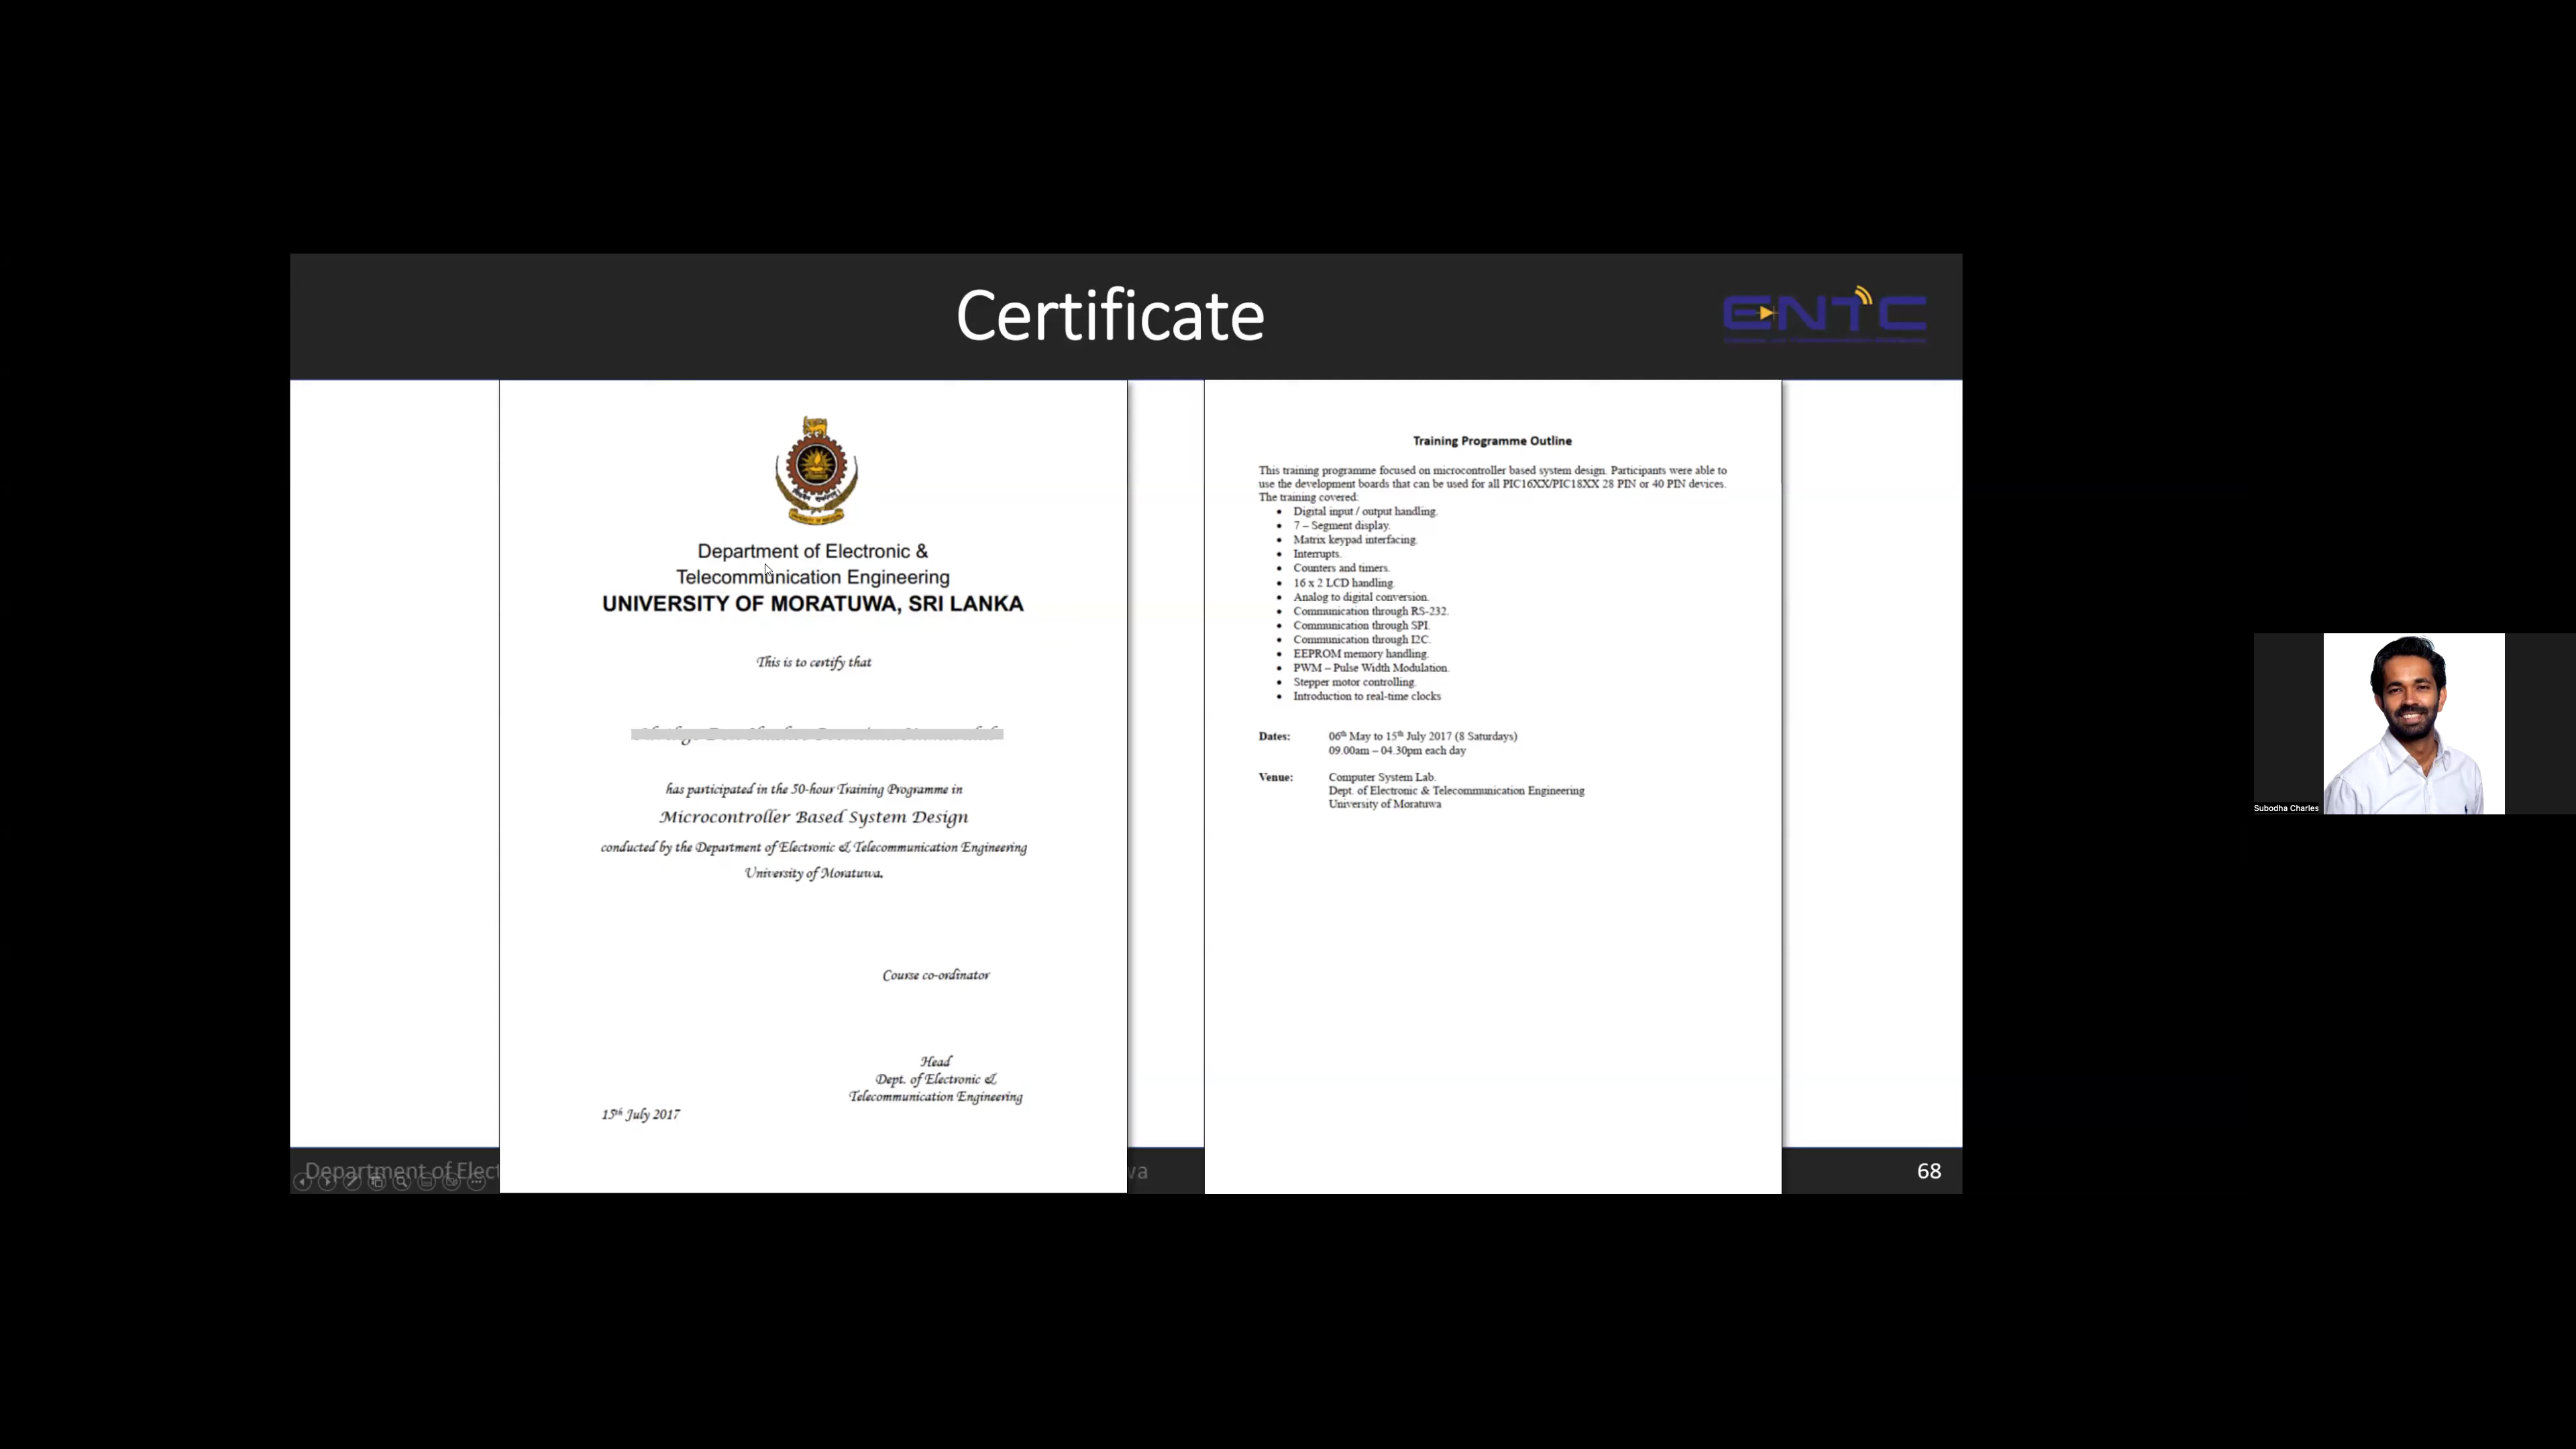 Certificate
ENTC
Department of Electronic &
Telecommunication Engineering
UNIVERSITY OF MORATUWA, SRI LANKA
This is to certify that
has participated in the 50-hour Training Programme in
Microcontroller Based System Design
conducted by the Department of Electronic & Telecommunication Engineering
University of Moratuwa.
Course co-ordinator
Head
Dept. of Electronic &
Telecommunication Engineering
15th July 2017
Training Programme Outline
This training programme focused on microcontroller based system design. Participants were able to
use the development boards that can be used for all PIC16XX/PIC18XX 28 PIN or 40 PIN devices.
The training covered:
• Digital input / output handling.
• 7 – Segment display.
• Matrix keypad interfacing.
• Interrupts.
• Counters and timers.
• 16 x 2 LCD handling.
• Analog to digital conversion.
• Communication through RS-232.
• Communication through SPI.
• Communication through I2C.
• EEPROM memory handling.
• PWM – Pulse Width Modulation.
• Stepper motor controlling.
• Introduction to real-time clocks
Dates: 06th May to 15th July 2017 (8 Saturdays)
09.00am – 04.30pm each day
Venue: Computer System Lab.
Dept. of Electronic & Telecommunication Engineering
University of Moratuwa
Department of Elect
68
Subodha Charles